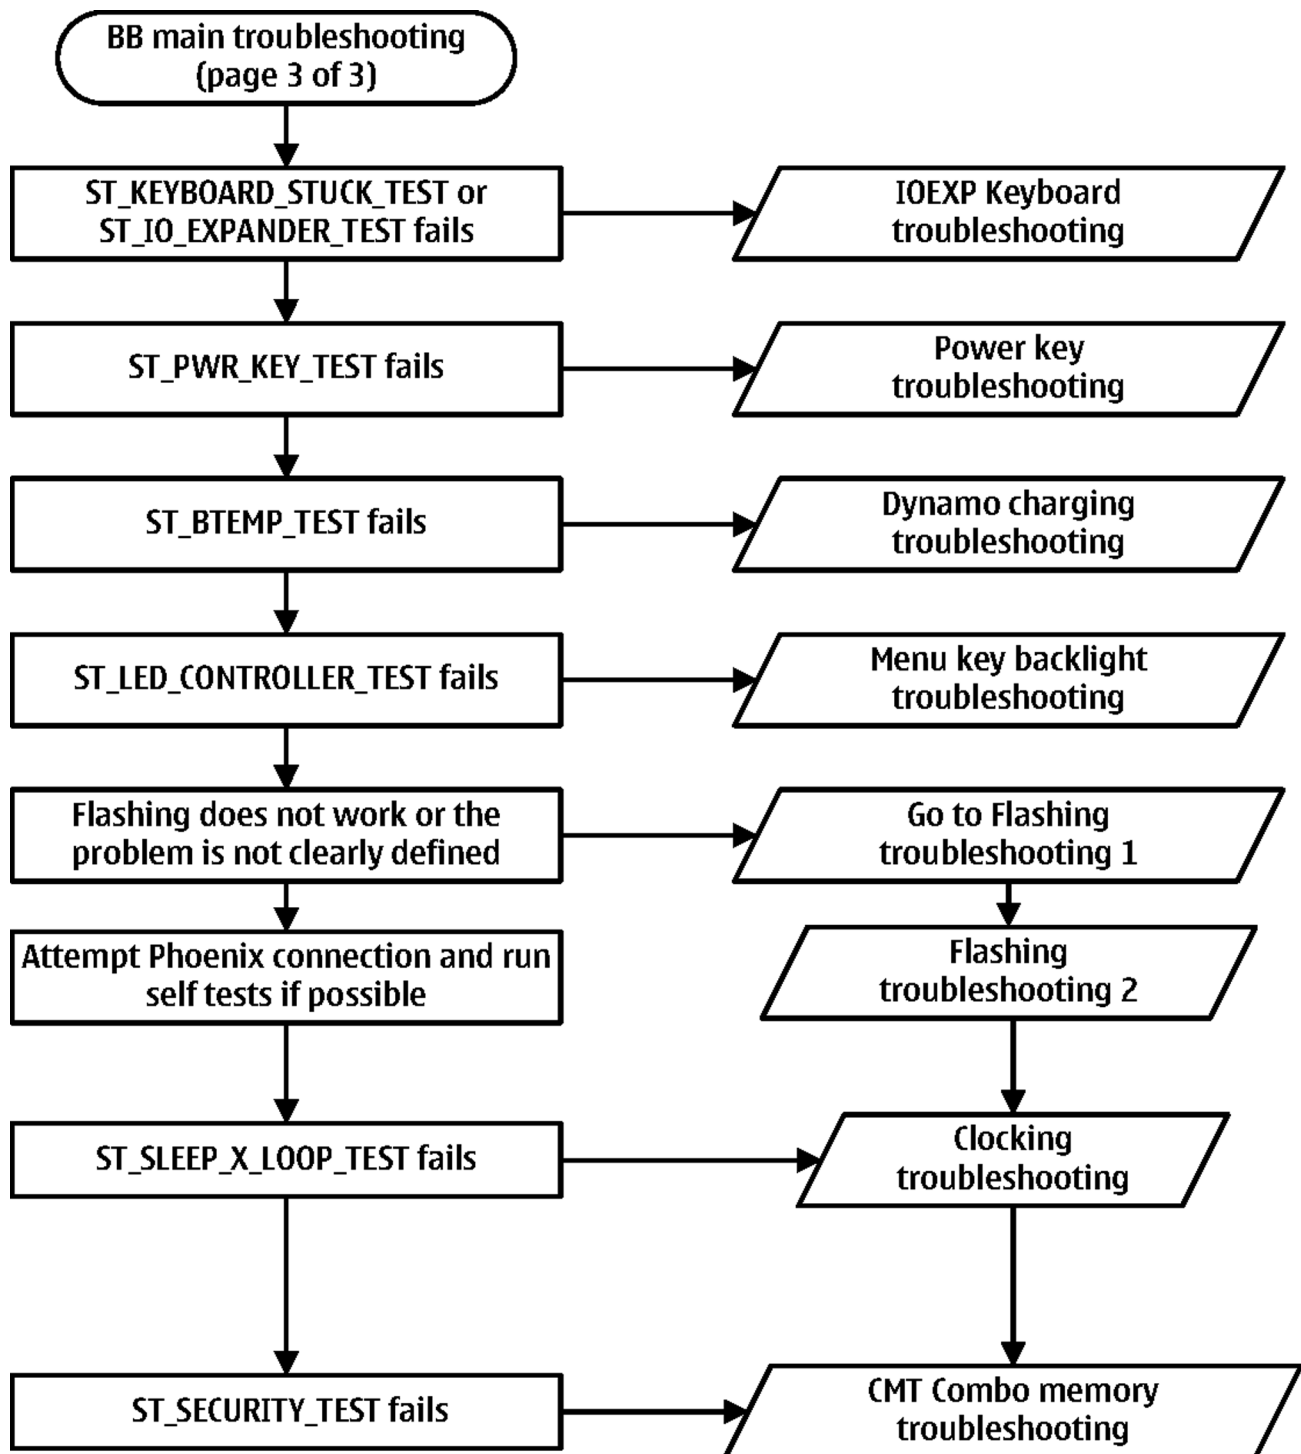 BB main troubleshooting
(page 3 of 3)
ST_KEYBOARD_STUCK_TEST or
ST_IO_EXPANDER_TEST fails
IOEXP Keyboard
troubleshooting
ST_PWR_KEY_TEST fails
Power key
troubleshooting
ST_BTEMP_TEST fails
Dynamo charging
troubleshooting
ST_LED_CONTROLLER_TEST fails
Menu key backlight
troubleshooting
Flashing does not work or the
problem is not clearly defined
Go to Flashing
troubleshooting 1
Attempt Phoenix connection and run
self tests if possible
Flashing
troubleshooting 2
ST_SLEEP_X_LOOP_TEST fails
Clocking
troubleshooting
ST_SECURITY_TEST fails
CMT Combo memory
troubleshooting